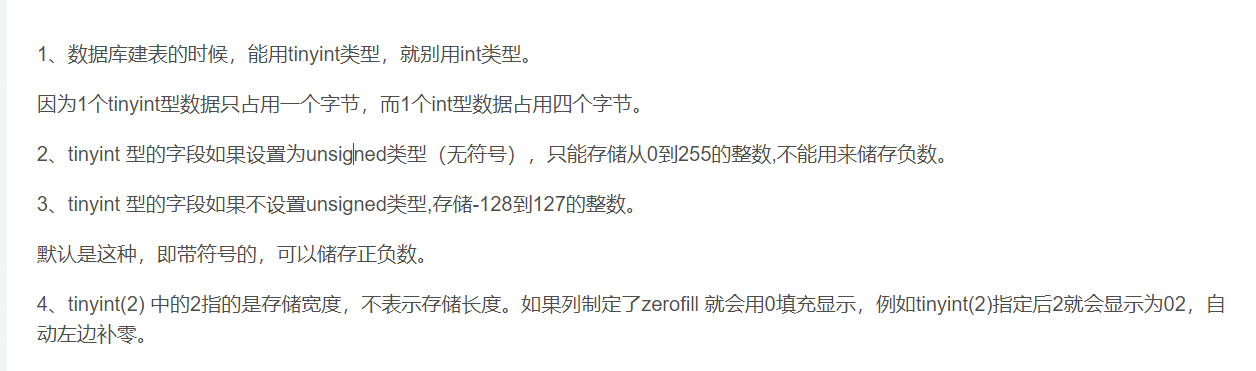 1、数据库建表的时候，能用tinyint类型，就别用int类型。
因为1个tinyint型数据只占用一个字节，而1个int型数据占用四个字节。
2、tinyint 型的字段如果设置为unsigned类型（无符号），只能存储从0到255的整数,不能用来储存负数。
3、tinyint 型的字段如果不设置unsigned类型,存储-128到127的整数。
默认是这种，即带符号的，可以储存正负数。
4、tinyint(2) 中的2指的是存储宽度，不表示存储长度。如果列制定了zerofill 就会用0填充显示，例如tinyint(2)指定后2就会显示为02，自
动左边补零。